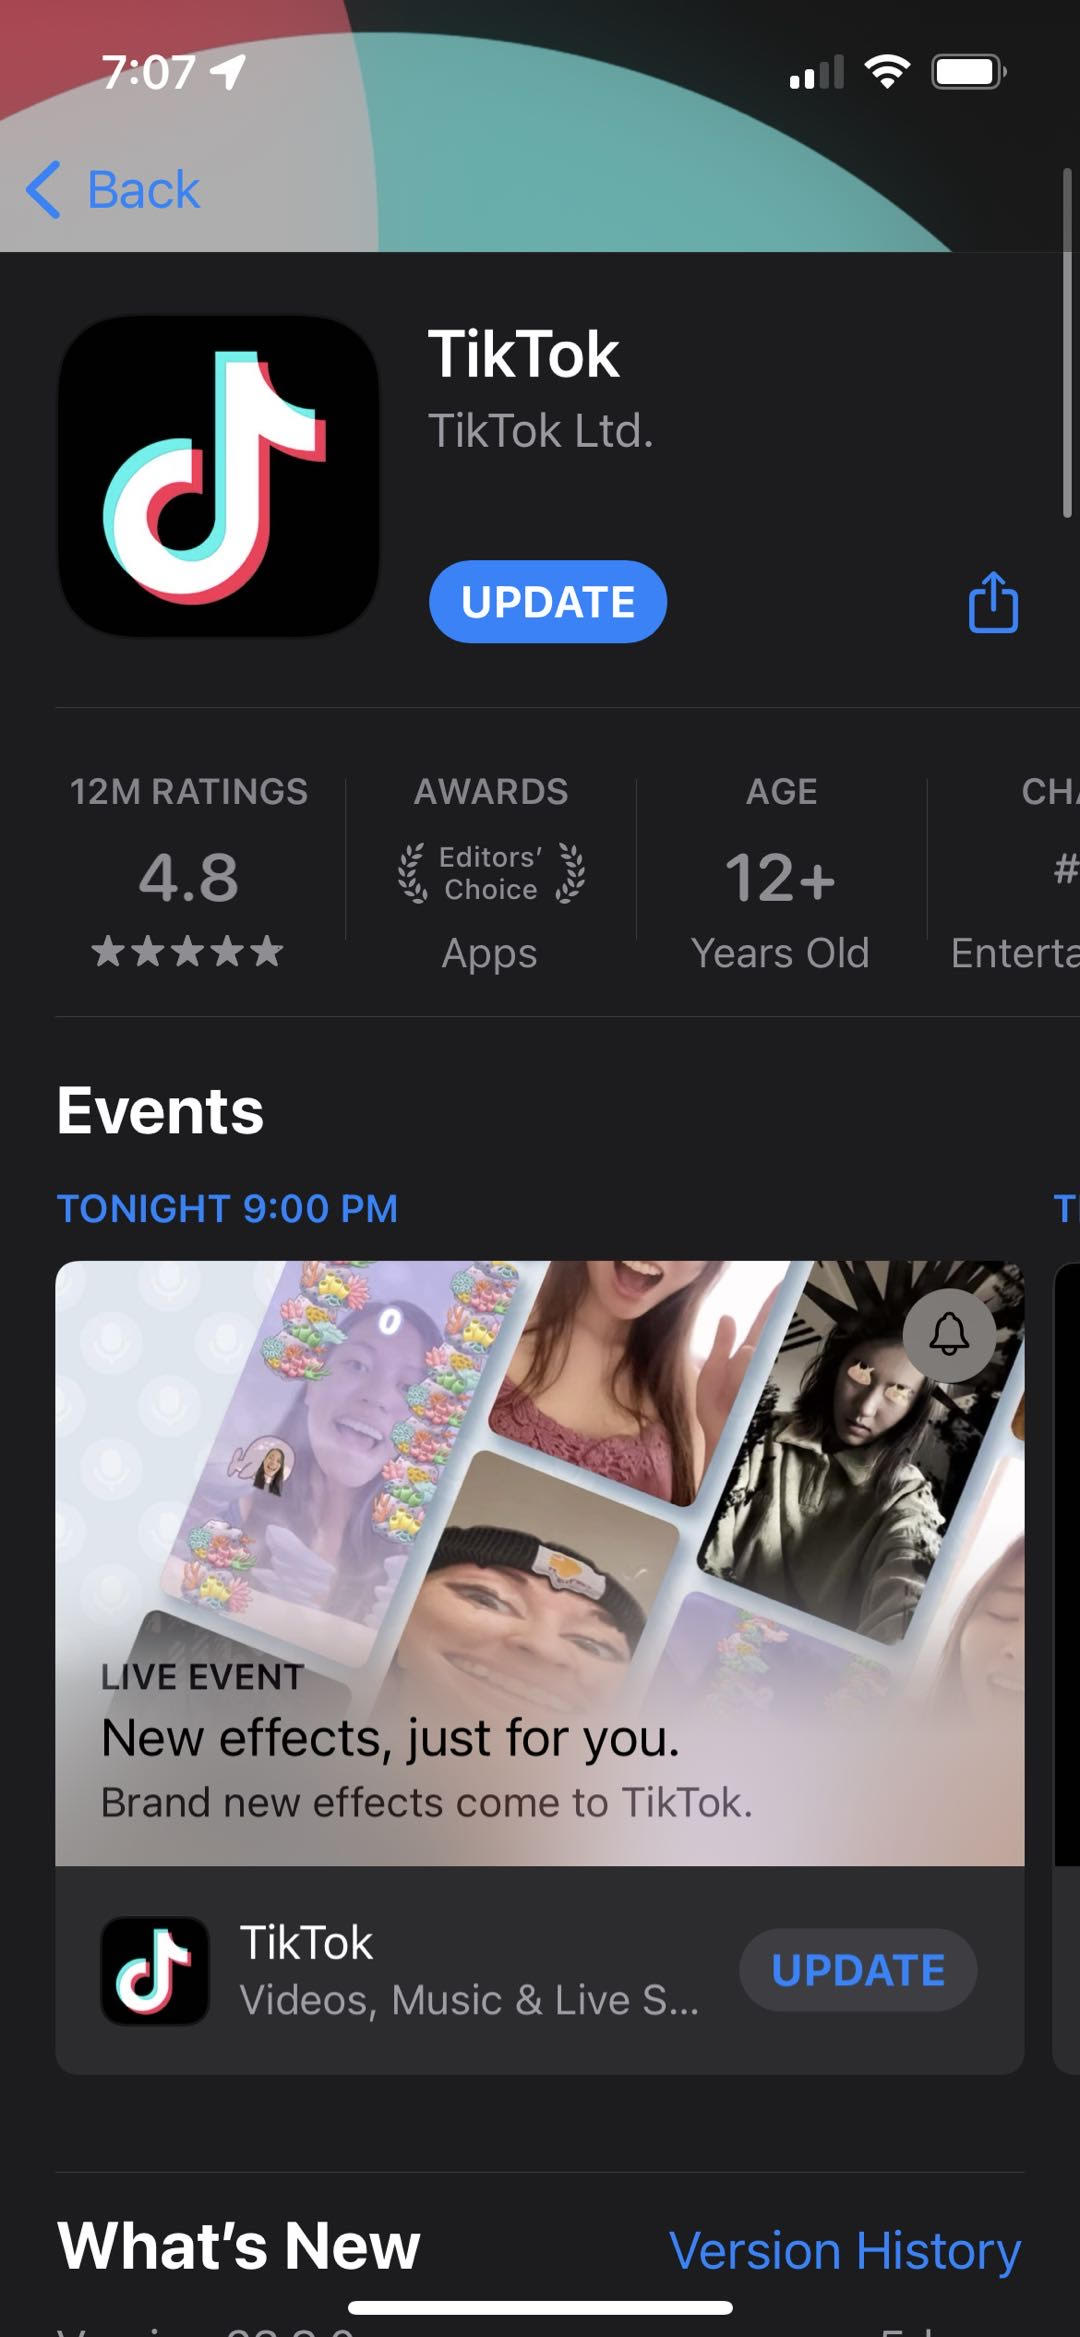 7:07
Back
TikTok
TikTok Ltd.
UPDATE
12M RATINGS
4.8
AWARDS
Editors’
Choice
Apps
AGE
12+
Years Old
CHA
#
Enterta
Events
TONIGHT 9:00 PM
0
LIVE EVENT
New effects, just for you.
Brand new effects come to TikTok.
TikTok
Videos, Music & Live S...
UPDATE
What’s New
Version History